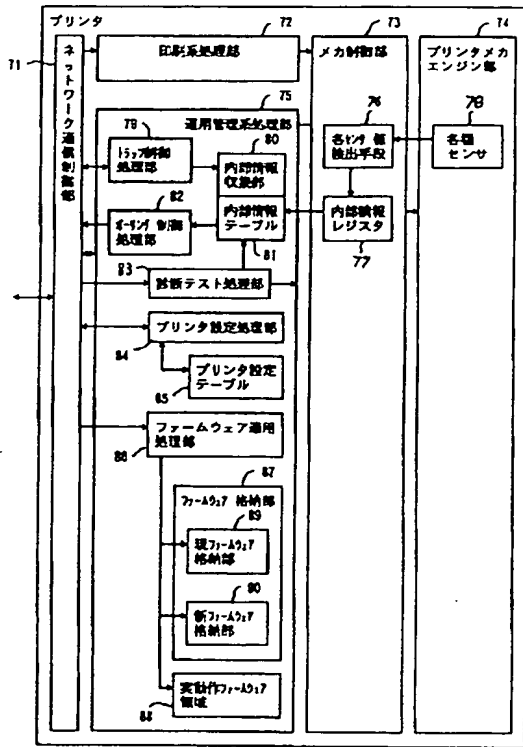 プリンタ
71
ネットワーク通信制御部
72
印刷系処理部
73
メカ制御部
74
プリンタメカ
エンジン部
75
運用管理系処理部
76
各センサ値
検出手段
78
各種
センサ
79
トラップ制御
処理部
80
内部情報
収集部
82
ポーリング制御
処理部
内部情報
テーブル
81
内部情報
レジスタ
77
83
診断テスト処理部
プリンタ設定処理部
84
プリンタ設定
テーブル
85
ファームウェア運用
処理部
86
87
ファームウェア格納部
89
現ファームウェア
格納部
90
新ファームウェア
格納部
実動作ファームウェア
領域
88